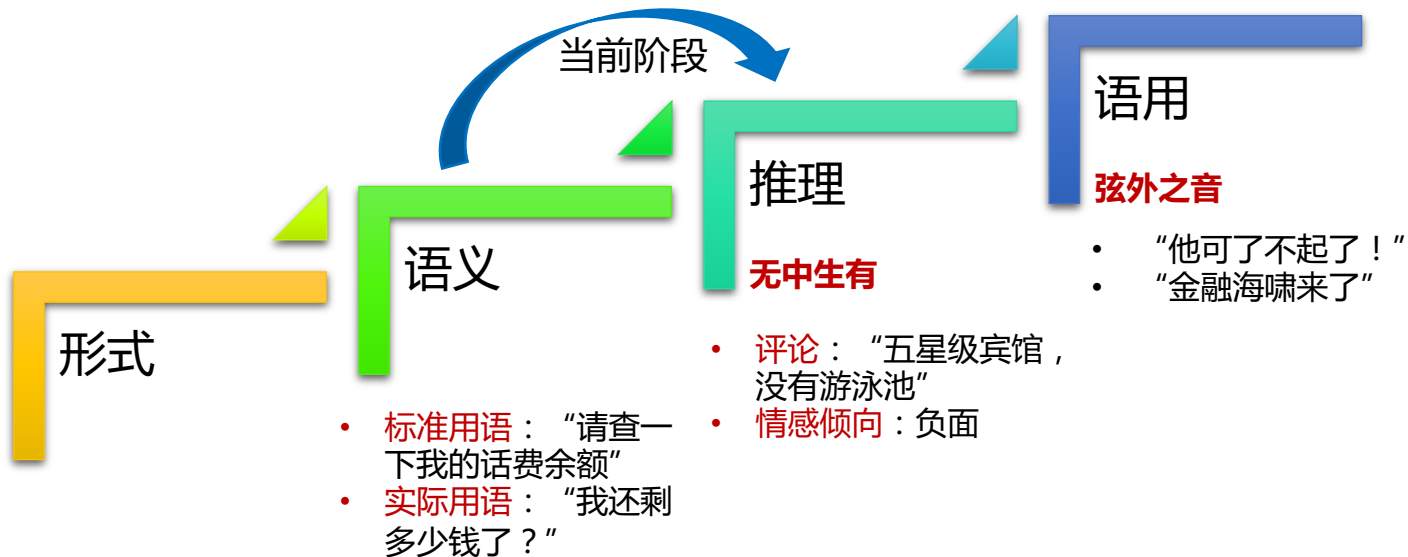 当前阶段
形式
语义
• 标准用语：“请查一
下我的话费余额”
• 实际用语：“我还剩
多少钱了？”
推理
无中生有
• 评论：“五星级宾馆，
没有游泳池”
• 情感倾向：负面
语用
弦外之音
• “他可了不起了！”
• “金融海啸来了”